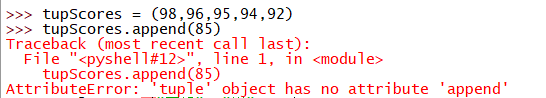 >>> tupScores = (98,96,95,94,92)
>>> tupScores.append(85)
Traceback (most recent call last):
  File "<pyshell#12>", line 1, in <module>
    tupScores.append(85)
AttributeError: 'tuple' object has no attribute 'append'